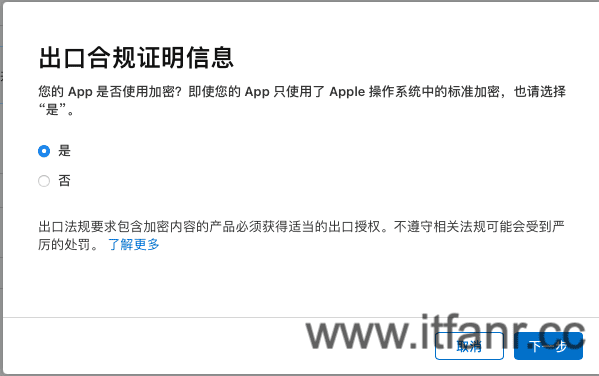 出口合规证明信息
您的 App 是否使用加密？即使您的 App 只使用了 Apple 操作系统中的标准加密，也请选择
“是”。
是
否
出口法规要求包含加密内容的产品必须获得适当的出口授权。不遵守相关法规可能会受到严
厉的处罚。 了解更多
www.itfanr.cc
取消 下一步